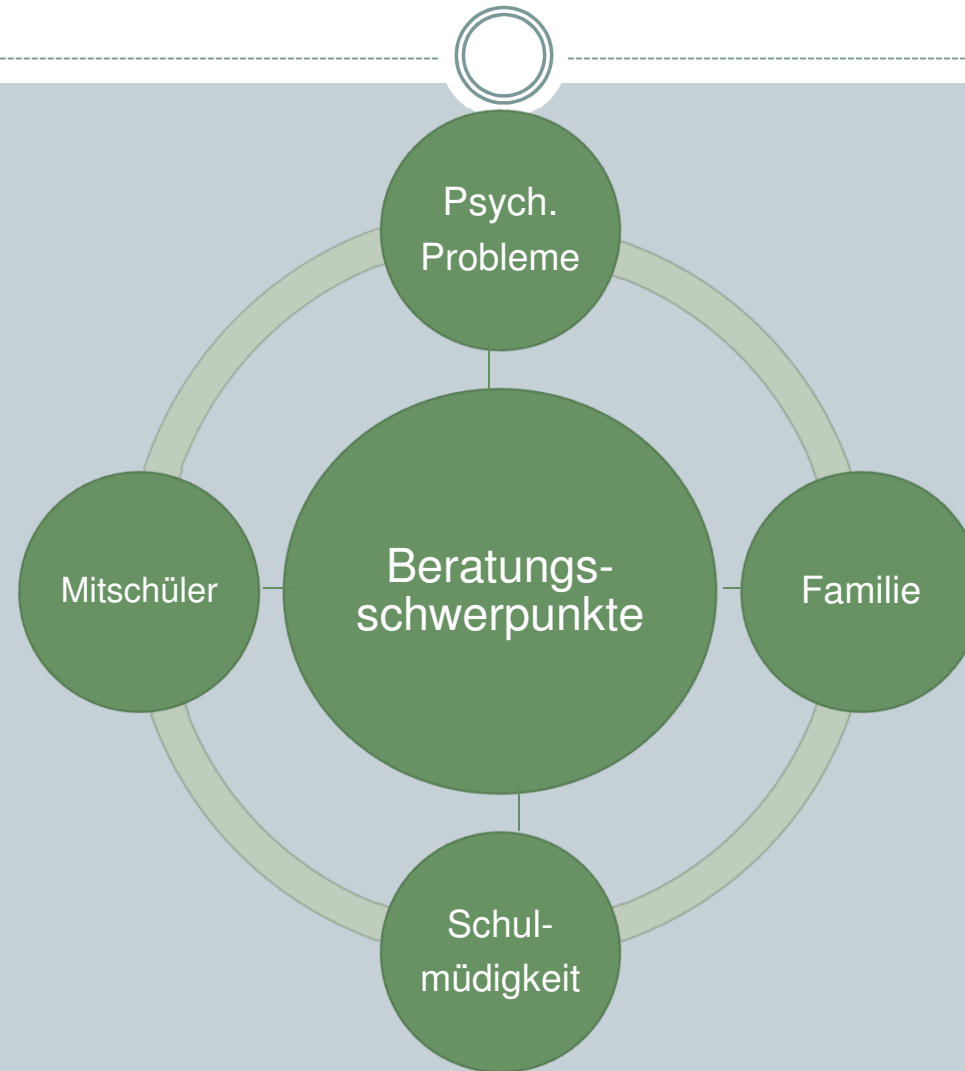 Psych.
Probleme
Mitschüler
Beratungs-
schwerpunkte
Familie
Schul-
müdigkeit